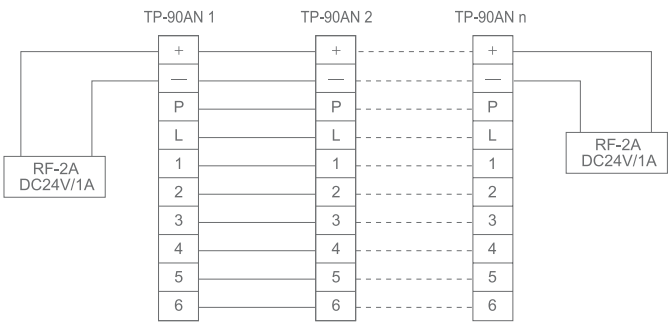 TP-90AN 1 TP-90AN 2 TP-90AN n
+ + +
— — —
P P P
L L L
RF-2A
DC24V/1A
1 1 1
2 2 2
3 3 3
4 4 4
5 5 5
6 6 6
RF-2A
DC24V/1A